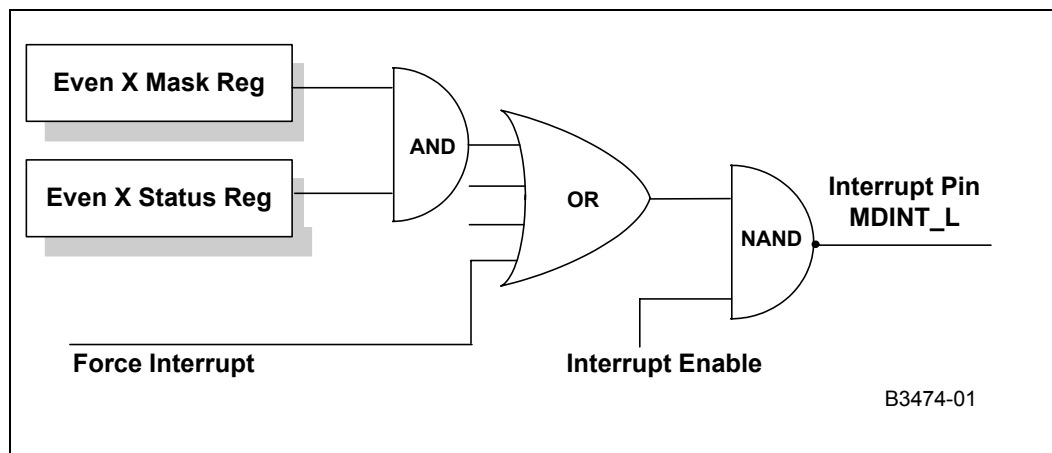 Even X Mask Reg
AND
Even X Status Reg
OR
NAND
Interrupt Pin
MDINT_L
Force Interrupt
Interrupt Enable
B3474-01